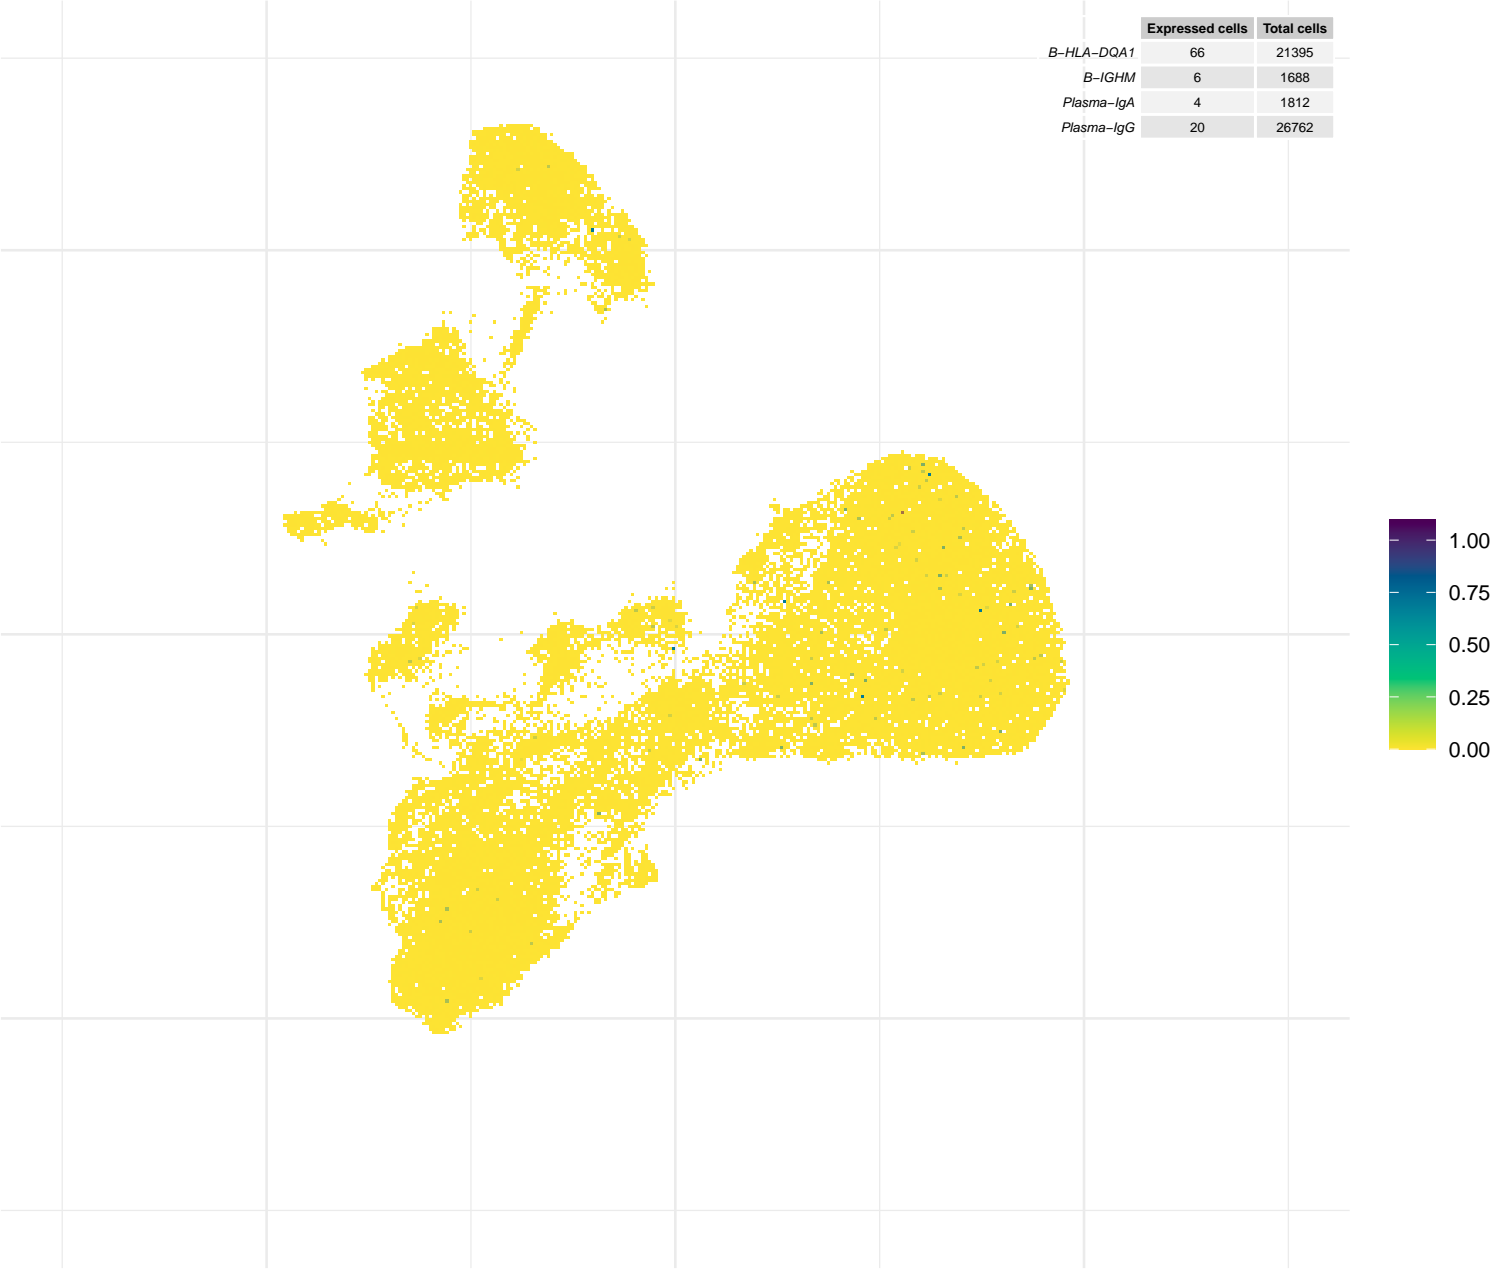 Expressed cells Total cells
B−HLA−DQA1 66 21395
B−IGHM 6 1688
Plasma−IgA 4 1812
Plasma−IgG 20 26762
1.00
0.75
0.50
0.25
0.00